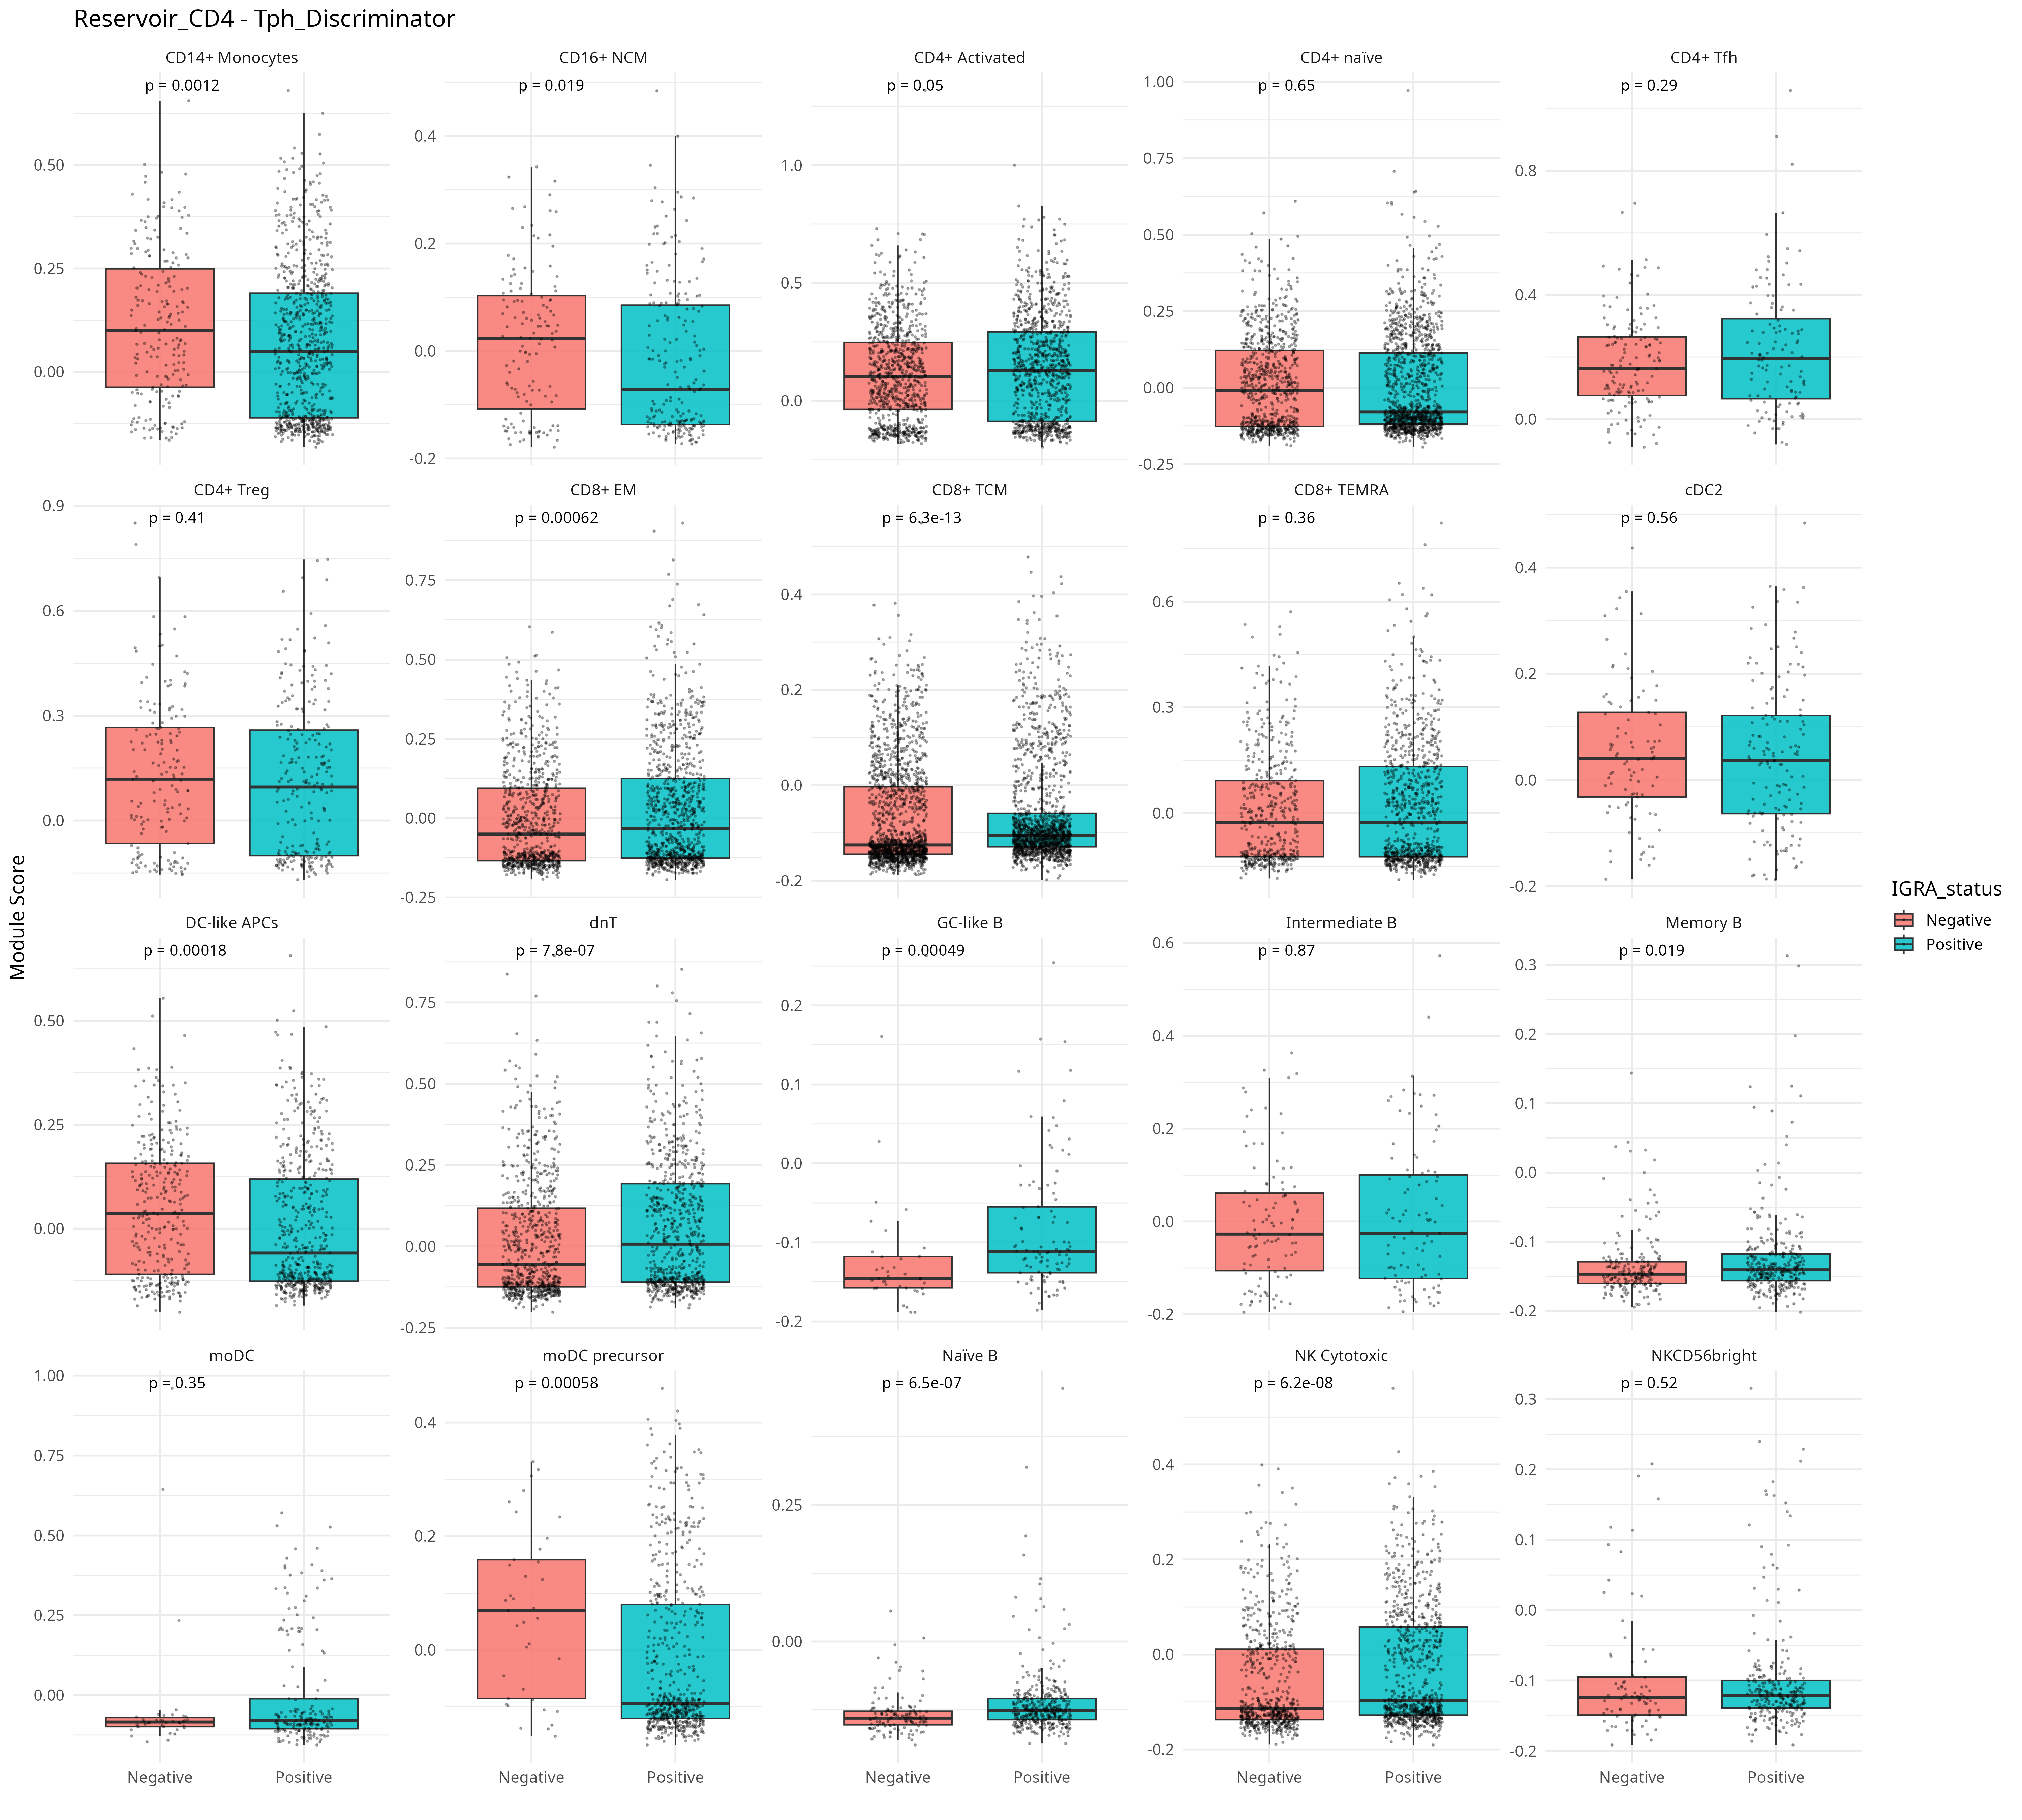 Reservoir_CD4 - Tph_Discriminator
CD14+ Monocytes
CD16+ NCM
CD4+ Activated
CD4+ naïve
CD4+ Tfh
p = 0.0012
p = 0.019
p = 0.05
p = 0.65
p = 0.29
0.50
0.25
0.00
0.4
0.2
0.0
-0.2
1.0
0.5
0.0
1.00
0.75
0.50
0.25
0.00
-0.25
0.8
0.4
0.0
CD4+ Treg
CD8+ EM
CD8+ TCM
CD8+ TEMRA
cDC2
p = 0.41
p = 0.00062
p = 6.3e-13
p = 0.36
p = 0.56
0.9
0.6
0.3
0.0
0.75
0.50
0.25
0.00
-0.25
0.4
0.2
0.0
-0.2
0.6
0.3
0.0
0.4
0.2
0.0
-0.2
Module Score
IGRA_status
Negative
Positive
DC-like APCs
dnT
GC-like B
Intermediate B
Memory B
p = 0.00018
p = 7.8e-07
p = 0.00049
p = 0.87
p = 0.019
0.50
0.25
0.00
0.75
0.50
0.25
0.00
-0.25
0.2
0.1
0.0
-0.1
-0.2
0.6
0.4
0.2
0.0
-0.2
0.3
0.2
0.1
0.0
-0.1
-0.2
moDC
moDC precursor
Naïve B
NK Cytotoxic
NKCD56bright
p = 0.35
p = 0.00058
p = 6.5e-07
p = 6.2e-08
p = 0.52
1.00
0.75
0.50
0.25
0.00
0.4
0.2
0.0
0.25
0.00
0.4
0.2
0.0
-0.2
0.3
0.2
0.1
0.0
-0.1
-0.2
Negative
Positive
Negative
Positive
Negative
Positive
Negative
Positive
Negative
Positive